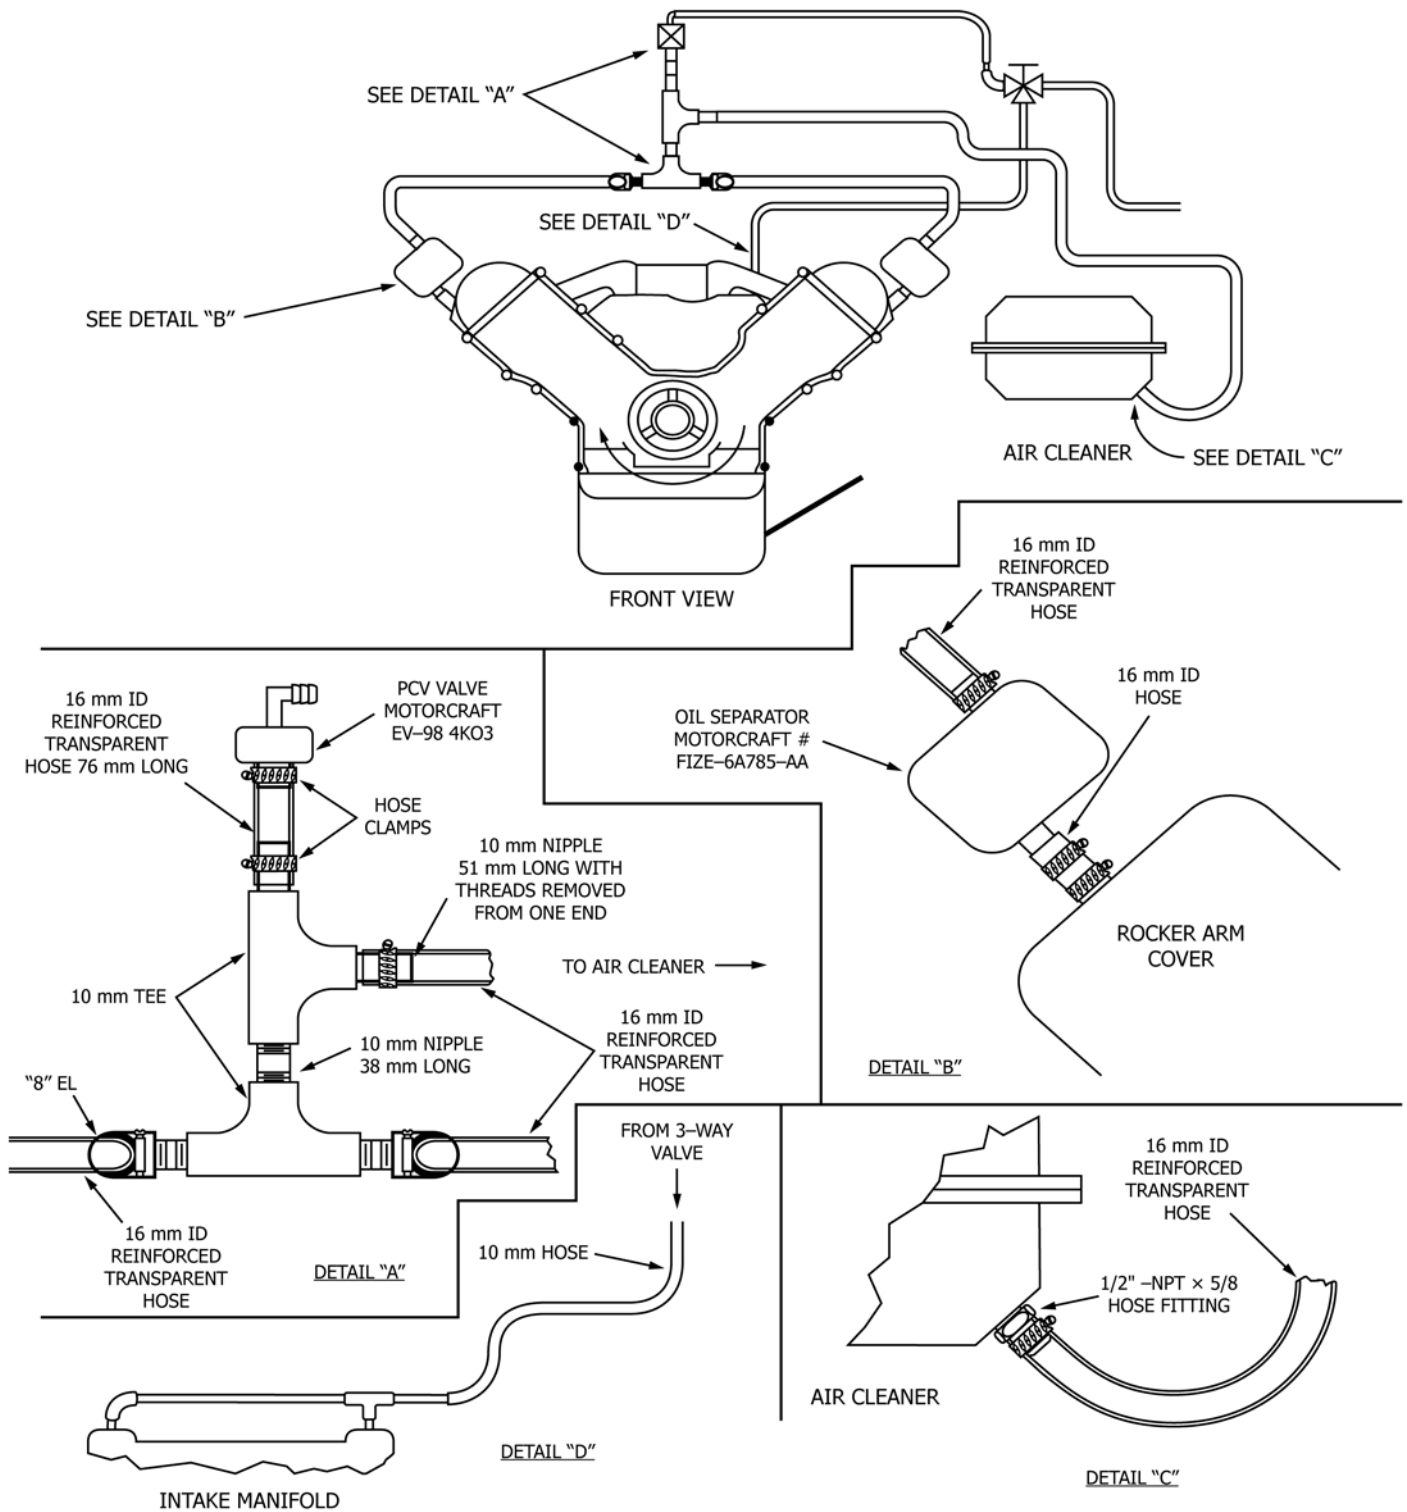 SEE DETAIL “A”
SEE DETAIL “D”
SEE DETAIL “B”
AIR CLEANER
SEE DETAIL “C”
FRONT VIEW
16 mm ID
REINFORCED
TRANSPARENT
HOSE 76 mm LONG
PCV VALVE
MOTORCRAFT
EV–98 4KO3
HOSE
CLAMPS
10 mm NIPPLE
51 mm LONG WITH
THREADS REMOVED
FROM ONE END
TO AIR CLEANER
10 mm TEE
10 mm NIPPLE
38 mm LONG
16 mm ID
REINFORCED
TRANSPARENT
HOSE
“8” EL
16 mm ID
REINFORCED
TRANSPARENT
HOSE
DETAIL “A”
16 mm ID
REINFORCED
TRANSPARENT
HOSE
16 mm ID
HOSE
OIL SEPARATOR
MOTORCRAFT #
FIZE–6A785–AA
ROCKER ARM
COVER
DETAIL “B”
FROM 3–WAY
VALVE
10 mm HOSE
DETAIL “D”
INTAKE MANIFOLD
16 mm ID
REINFORCED
TRANSPARENT
HOSE
1/2" –NPT × 5/8
HOSE FITTING
AIR CLEANER
DETAIL “C”